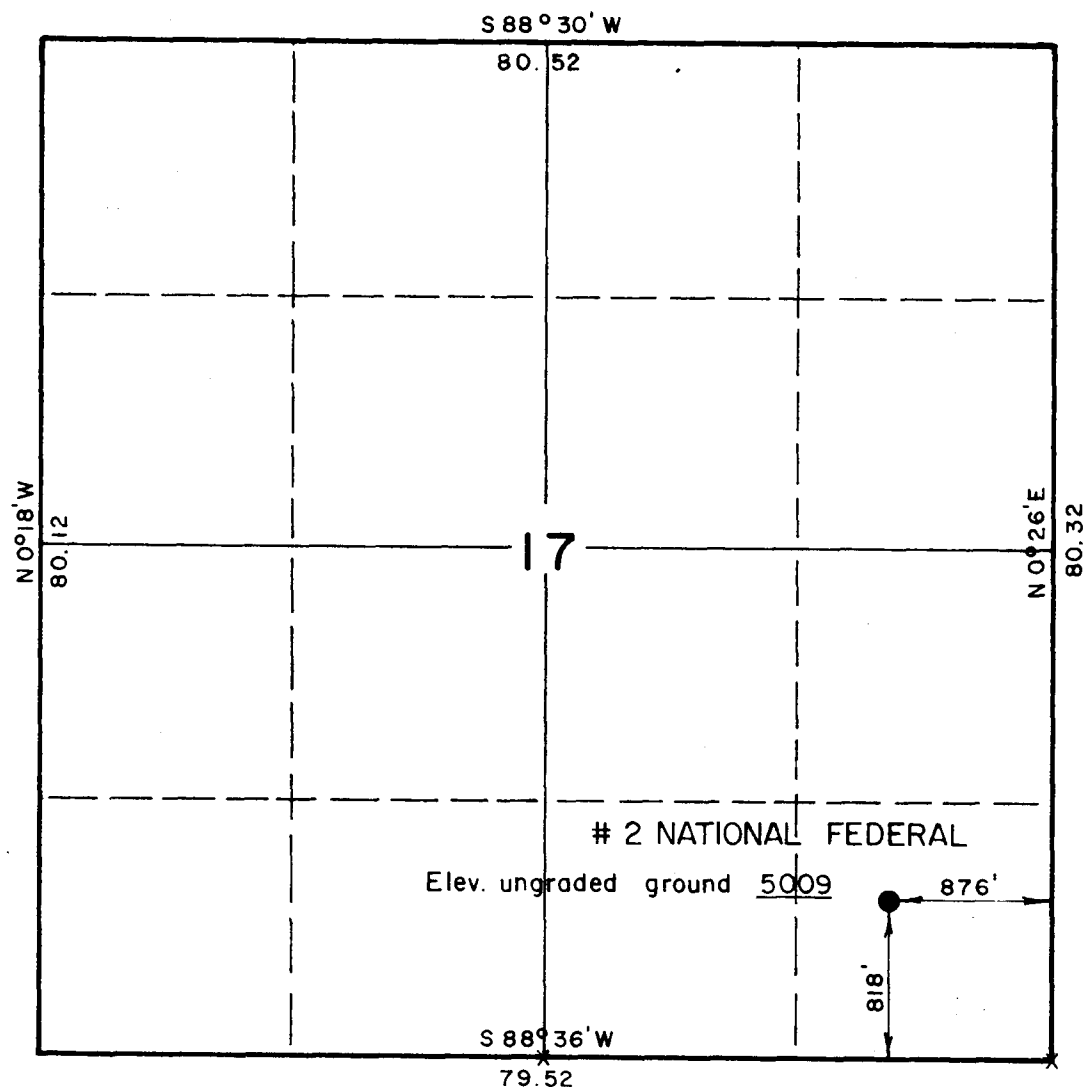 S 88° 30' W
80.52
N 0° 18' W
80.12
17
N 0° 26' E
80.32
# 2 NATIONAL FEDERAL
Elev. ungraded ground 5009
876'
818'
S 88° 36' W
79.52